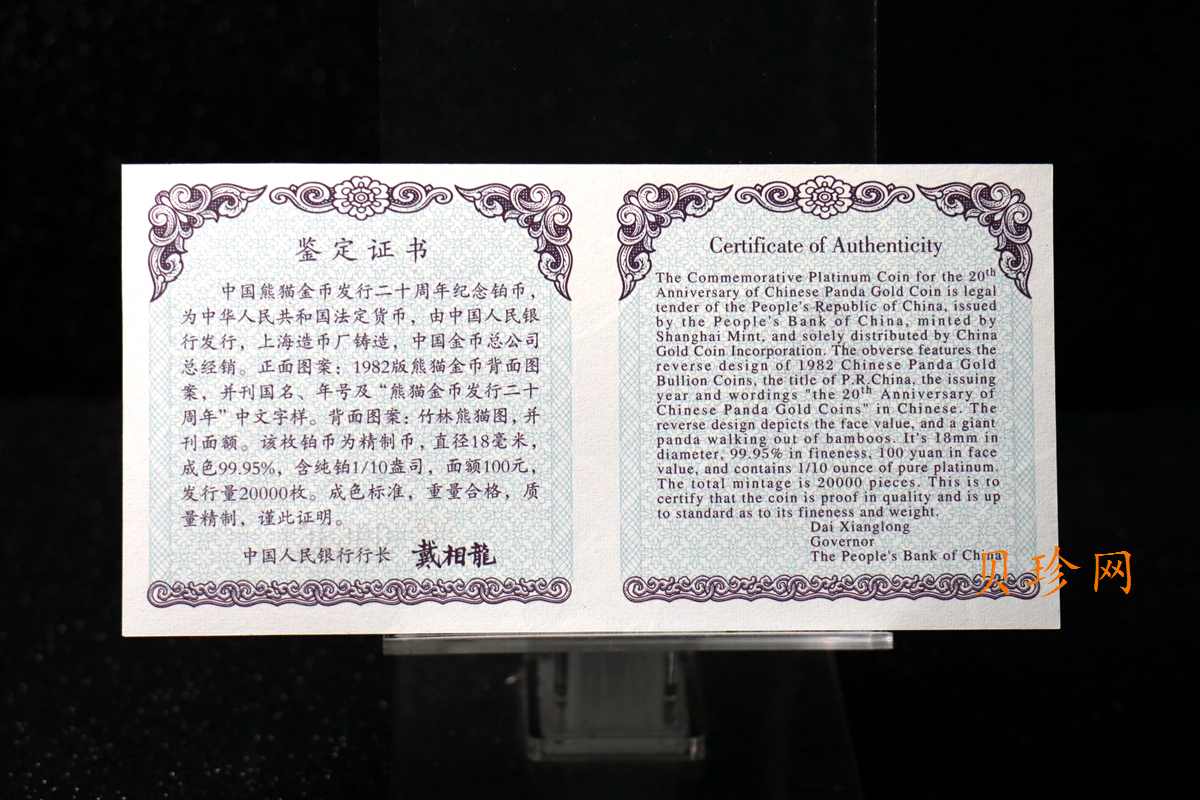 鉴定证书
中国熊猫金币发行二十周年纪念铂币，
为中华人民共和国法定货币，由中国人民银
行发行，上海造币厂铸造，中国金币总公司
总经销。正面图案：1982版熊猫金币背面图
案，并刊国名、年号及“熊猫金币发行二十
周年”中文字样。背面图案：竹林熊猫图，并
刊面额。该枚铂币为精制币，直径18毫米，
成色99.95%，含纯铂1/10盎司，面额100元，
发行量20000枚。成色标准，重量合格，质
量精制，谨此证明。
中国人民银行行长 戴相龍
Certificate of Authenticity
The Commemorative Platinum Coin for the 20th
Anniversary of Chinese Panda Gold Coin is legal
tender of the People's Republic of China, issued
by the People's Bank of China, minted by
Shanghai Mint, and solely distributed by China
Gold Coin Incorporation. The obverse features the
reverse design of 1982 Chinese Panda Gold
Bullion Coins, the title of P.R.China, the issuing
year and wordings "the 20th Anniversary of
Chinese Panda Gold Coins" in Chinese. The
reverse design depicts the face value, and a giant
panda walking out of bamboos. It's 18mm in
diameter, 99.95% in fineness, 100 yuan in face
value, and contains 1/10 ounce of pure platinum.
The total mintage is 20000 pieces. This is to
certify that the coin is proof in quality and is up
to standard as to its fineness and weight.
Dai Xianglong
Governor
The People's Bank of China
贝珍网